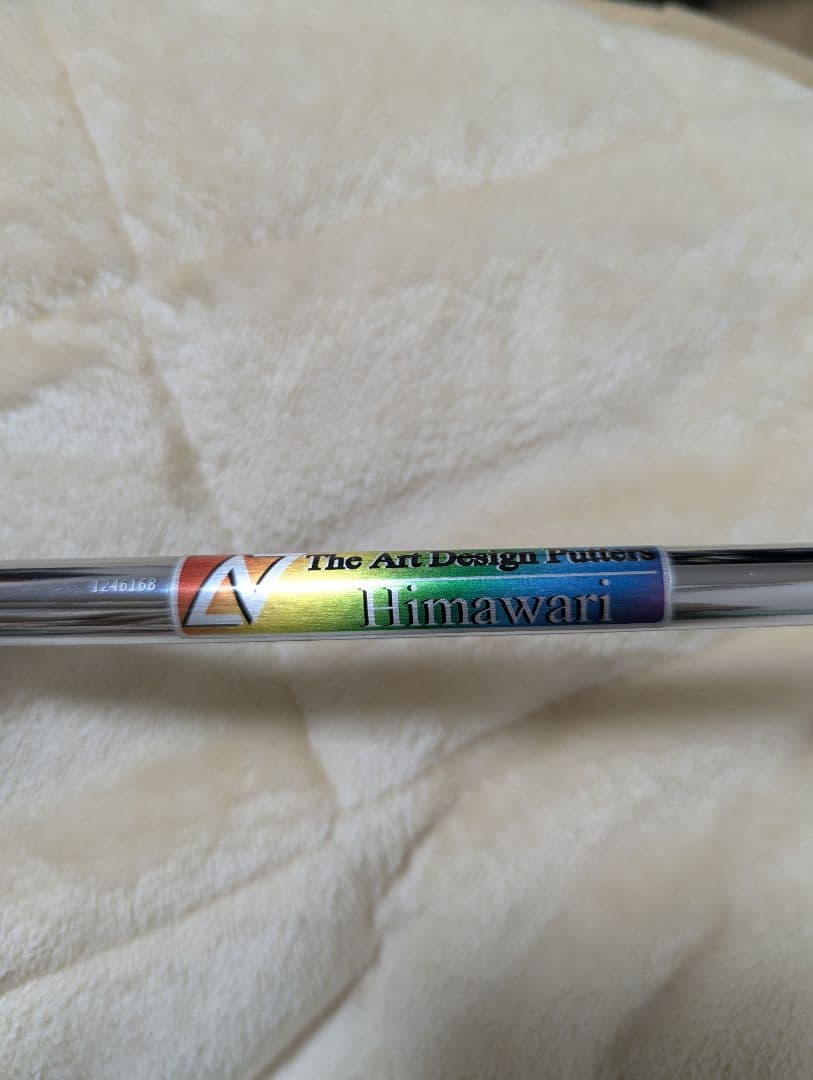 1246168
The Art Design Putters
Himawari